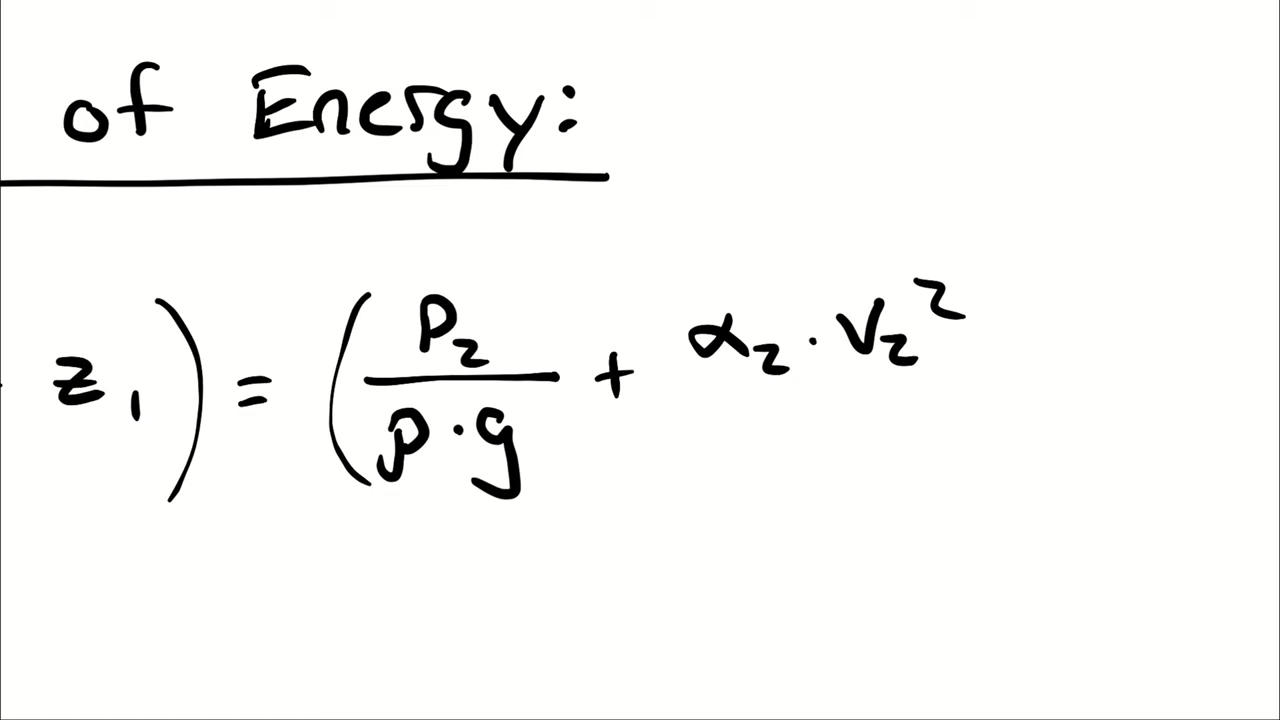 of Energy:
z₁) = (P₂/ρ·g + α₂·V₂²